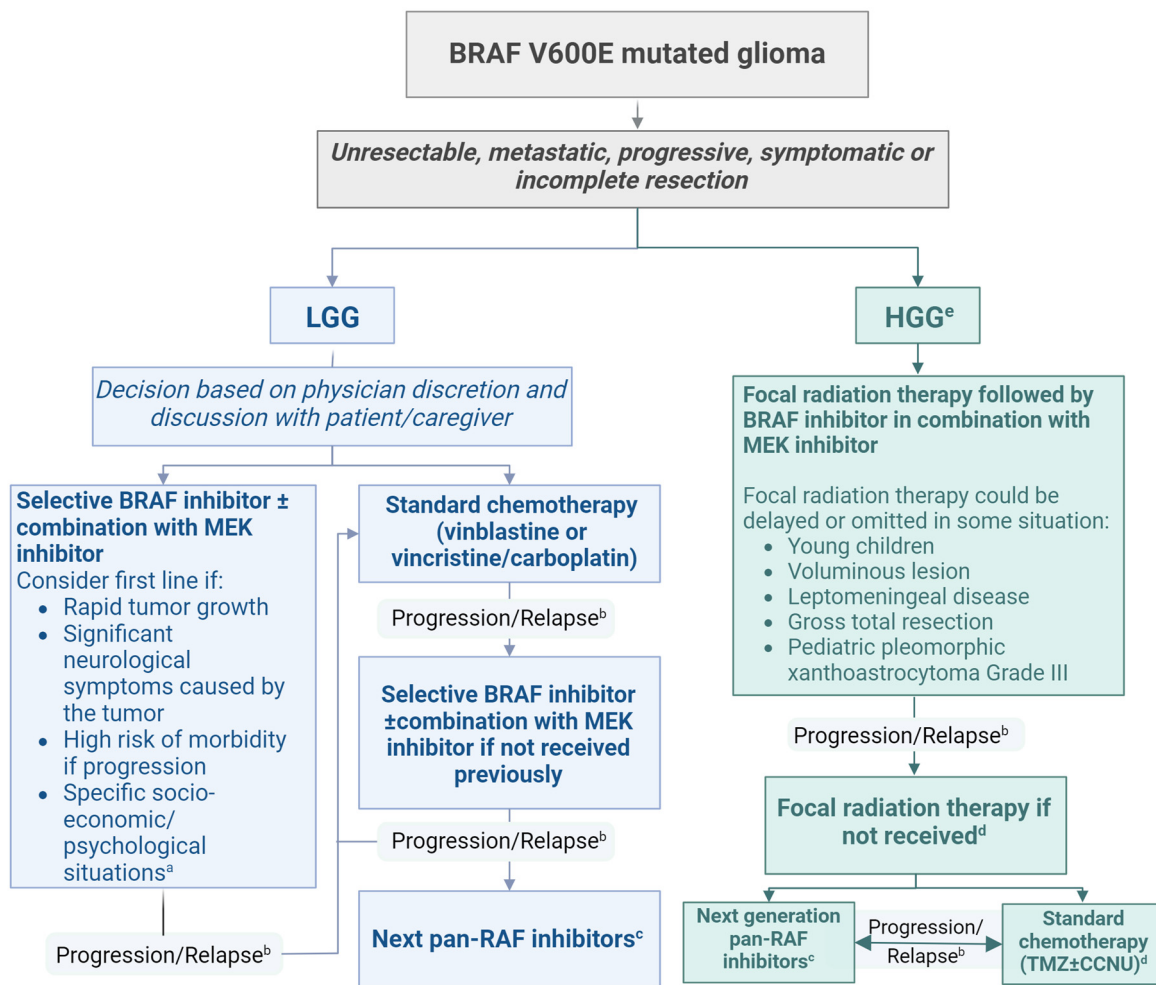 BRAF V600E mutated glioma
Unresectable, metastatic, progressive, symptomatic or
incomplete resection
LGG
Decision based on physician discretion and
discussion with patient/caregiver
Selective BRAF inhibitor ±
combination with MEK
inhibitor
Consider first line if:
• Rapid tumor growth
• Significant
neurological
symptoms caused by
the tumor
• High risk of morbidity
if progression
• Specific socio-
economic/
psychological
situationsᵃ
Progression/Relapseᵇ
Standard chemotherapy
(vinblastine or
vincristine/carboplatin)
Progression/Relapseᵇ
Selective BRAF inhibitor
±combination with MEK
inhibitor if not received
previously
Progression/Relapseᵇ
Next pan-RAF inhibitorsᶜ
HGGᵉ
Focal radiation therapy followed by
BRAF inhibitor in combination with
MEK inhibitor
Focal radiation therapy could be
delayed or omitted in some situation:
• Young children
• Voluminous lesion
• Leptomeningeal disease
• Gross total resection
• Pediatric pleomorphic
xanthoastrocytoma Grade III
Progression/Relapseᵇ
Focal radiation therapy if
not receivedᵈ
Next generation
pan-RAF
inhibitorsᶜ
Progression/
Relapseᵇ
Standard
chemotherapy
(TMZ±CCNU)ᵈ